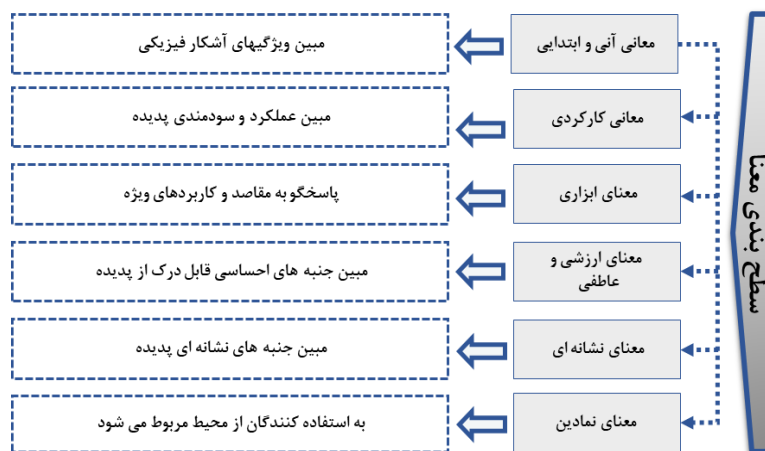 سطح بندی معنا
معانی آنی و ابتدایی
مبین ویژگیهای آشکار فیزیکی
معانی کارکردی
مبین عملکرد و سودمندی پدیده
معنای ابزاری
پاسخگو به مقاصد و کاربردهای ویژه
معنای ارزشی و
عاطفی
مبین جنبه های احساسی قابل درک از پدیده
معنای نشانه ای
مبین جنبه های نشانه ای پدیده
معنای نمادین
به استفاده کنندگان از محیط مربوط می شود